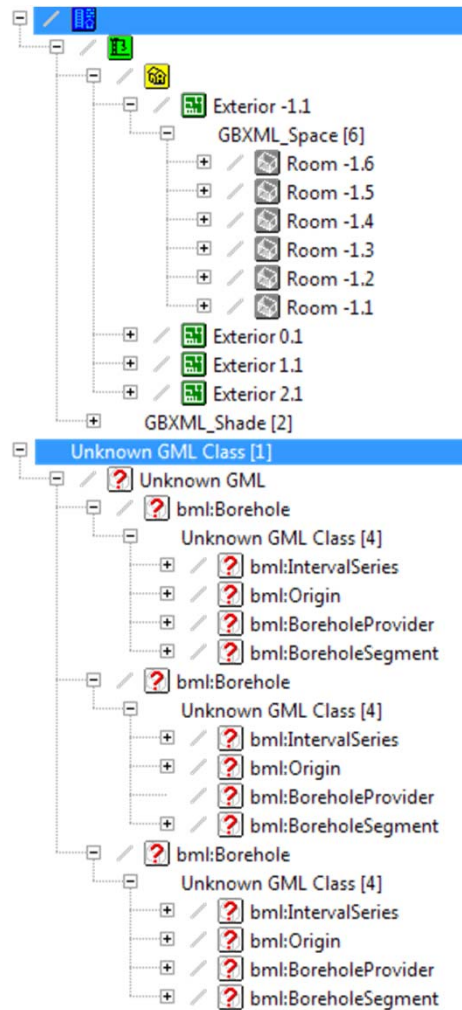 Exterior -1.1
GBXML_Space [6]
Room -1.6
Room -1.5
Room -1.4
Room -1.3
Room -1.2
Room -1.1
Exterior 0.1
Exterior 1.1
Exterior 2.1
GBXML_Shade [2]
Unknown GML Class [1]
Unknown GML
bml:Borehole
Unknown GML Class [4]
bml:IntervalSeries
bml:Origin
bml:BoreholeProvider
bml:BoreholeSegment
bml:Borehole
Unknown GML Class [4]
bml:IntervalSeries
bml:Origin
bml:BoreholeProvider
bml:BoreholeSegment
bml:Borehole
Unknown GML Class [4]
bml:IntervalSeries
bml:Origin
bml:BoreholeProvider
bml:BoreholeSegment